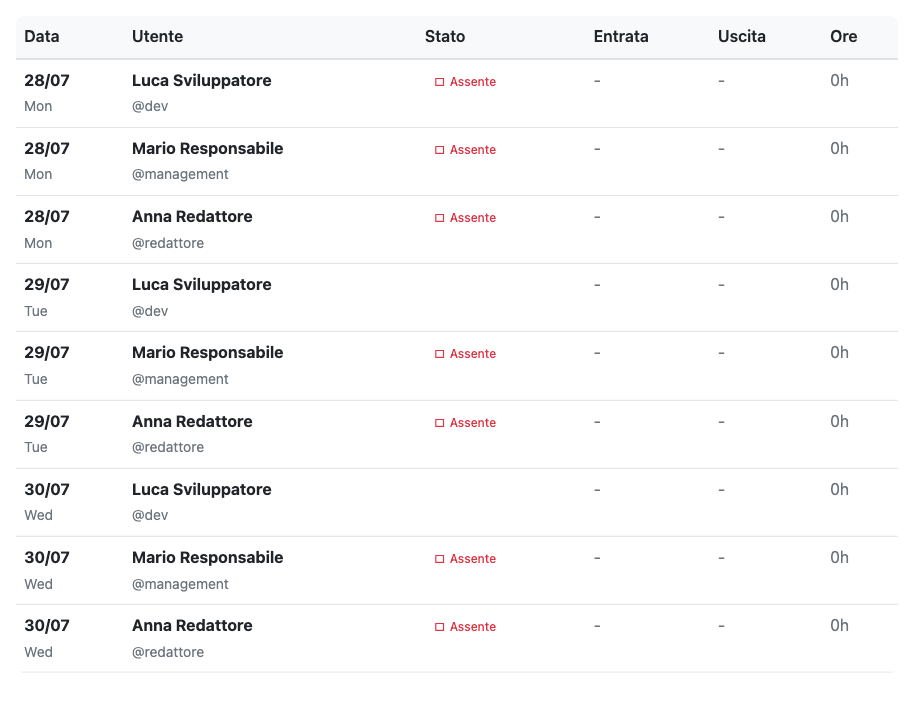 Data Utente Stato Entrata Uscita Ore
28/07 Luca Sviluppatore Assente - - 0h
Mon @dev
28/07 Mario Responsabile Assente - - 0h
Mon @management
28/07 Anna Redattore Assente - - 0h
Mon @redattore
29/07 Luca Sviluppatore - - 0h
Tue @dev
29/07 Mario Responsabile Assente - - 0h
Tue @management
29/07 Anna Redattore Assente - - 0h
Tue @redattore
30/07 Luca Sviluppatore - - 0h
Wed @dev
30/07 Mario Responsabile Assente - - 0h
Wed @management
30/07 Anna Redattore Assente - - 0h
Wed @redattore